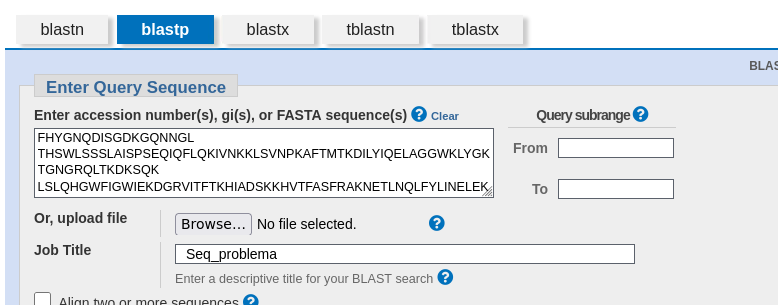 blastn blastp blastx tblastn tblastx
BLAS
Enter Query Sequence
Enter accession number(s), gi(s), or FASTA sequence(s) ? Clear Query subrange ?
FHYGNQDISGDKGQNNGL
THSWLSSSLAISPSEQIQFLQKIVNKKLSVNPKAFTMTKDILYIQELAGGWKLYGK
TGNGRQLTKDKSQK
LSLQHGWFIGWIEKDGRVITFTKHIADSKKHVTFASFRAKNETLNQLFYLINELEK
From
To
Or, upload file Browse... No file selected. ?
Job Title Seq_problema
Enter a descriptive title for your BLAST search ?
Align two or more sequences ?